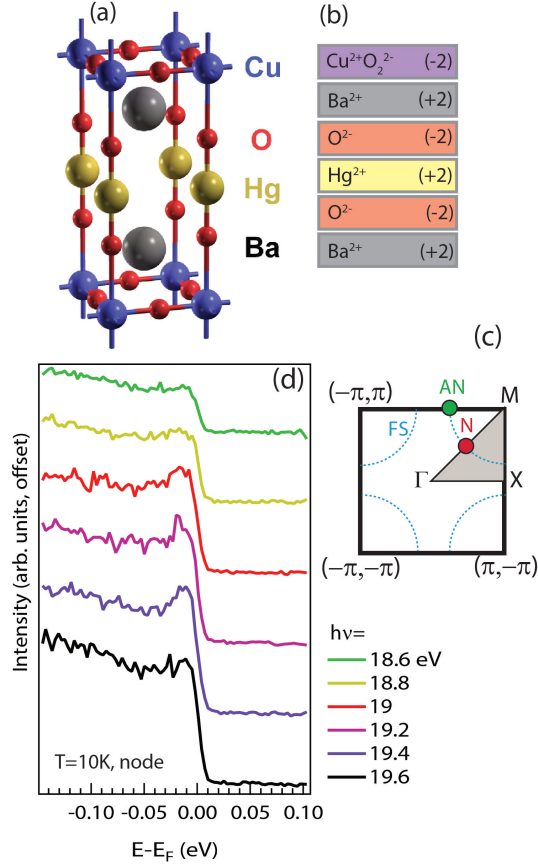 (a)
Cu
O
Hg
Ba
(b)
Cu²⁺O₂²⁻ (-2)
Ba²⁺ (+2)
O²⁻ (-2)
Hg²⁺ (+2)
O²⁻ (-2)
Ba²⁺ (+2)
(c)
(−π,π) AN M
FS N
Γ X
(−π,−π) (π,−π)
(d)
Intensity (arb. units, offset)
T=10K, node
-0.10 -0.05 0.00 0.05 0.10
E-E_F (eV)
hν=
18.6 eV
18.8
19
19.2
19.4
19.6